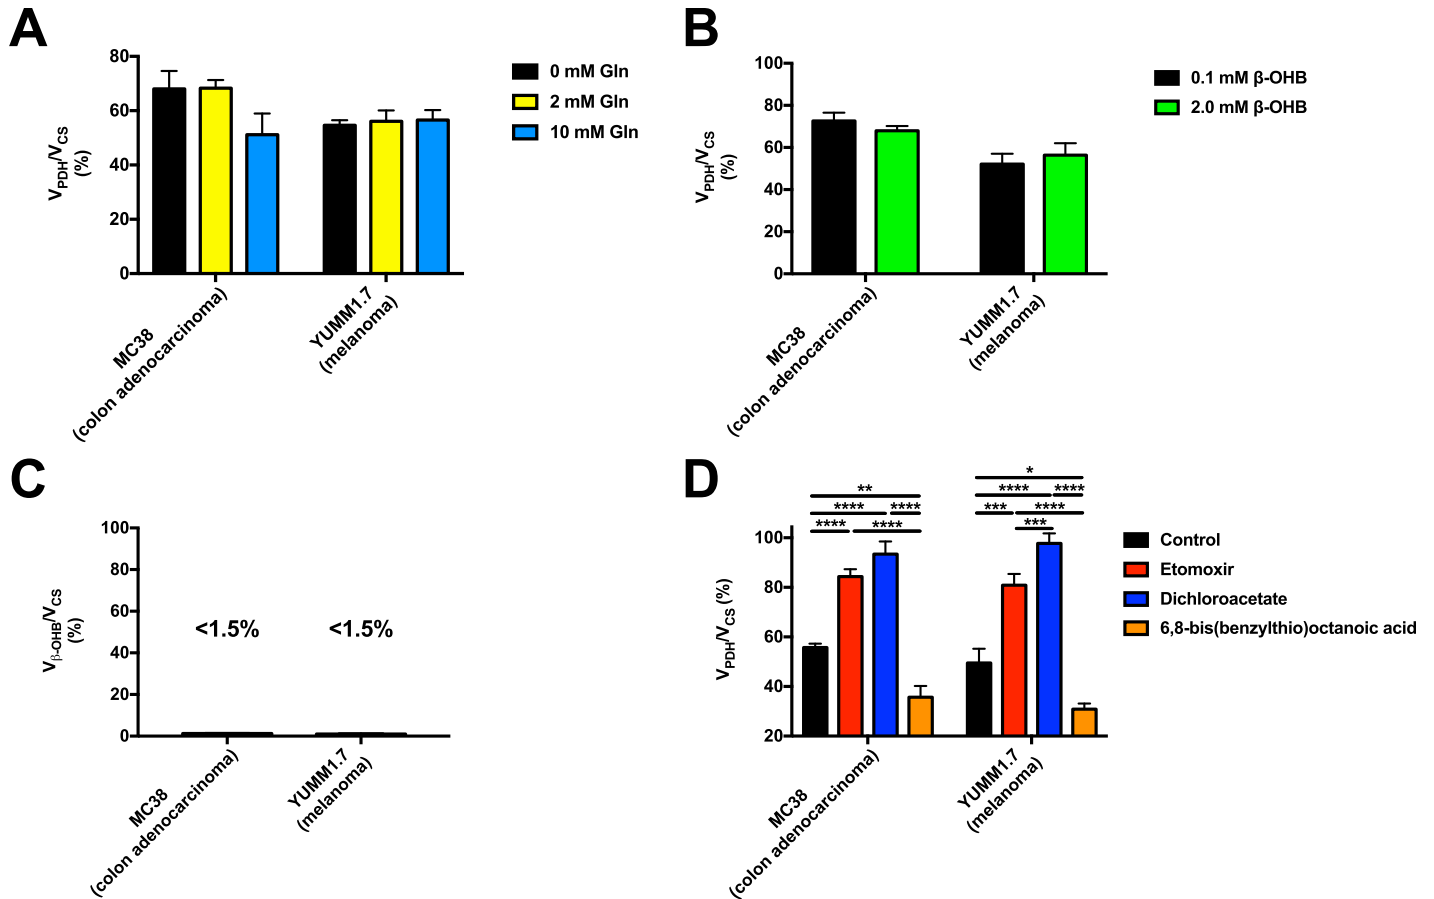 A
80
60
40
20
0
VPDH/VCS
(%)
MC38
(colon adenocarcinoma)
YUMM1.7
(melanoma)
0 mM Gln
2 mM Gln
10 mM Gln
B
100
80
60
40
20
0
VPDH/VCS
(%)
MC38
(colon adenocarcinoma)
YUMM1.7
(melanoma)
0.1 mM β-OHB
2.0 mM β-OHB
C
100
80
60
40
20
0
Vβ-OHB/VCS
(%)
<1.5%
<1.5%
MC38
(colon adenocarcinoma)
YUMM1.7
(melanoma)
D
100
80
60
40
20
VPDH/VCS (%)
**
**** ****
**** ****
*
**** ****
*** ****
***
MC38
(colon adenocarcinoma)
YUMM1.7
(melanoma)
Control
Etomoxir
Dichloroacetate
6,8-bis(benzylthio)octanoic acid